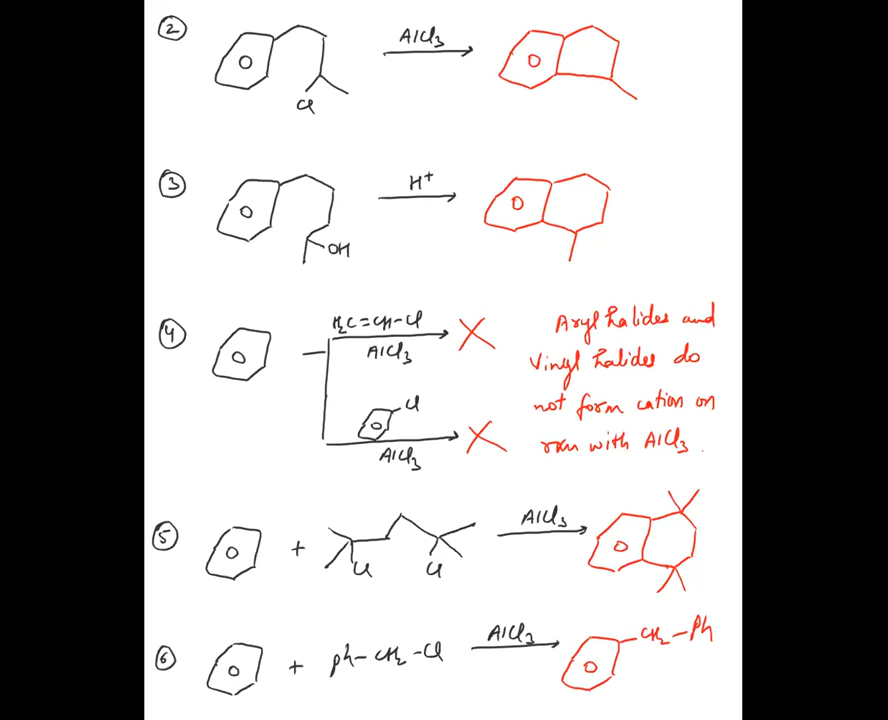 2
AlCl3
Cl
3
H+
OH
4
H2C=CH-Cl
AlCl3
Cl
AlCl3
Aryl halides and
Vinyl halides do
not form cation on
rxn with AlCl3.
5
+
Cl
Cl
AlCl3
6
+ Ph-CH2-Cl
AlCl3
CH2-Ph